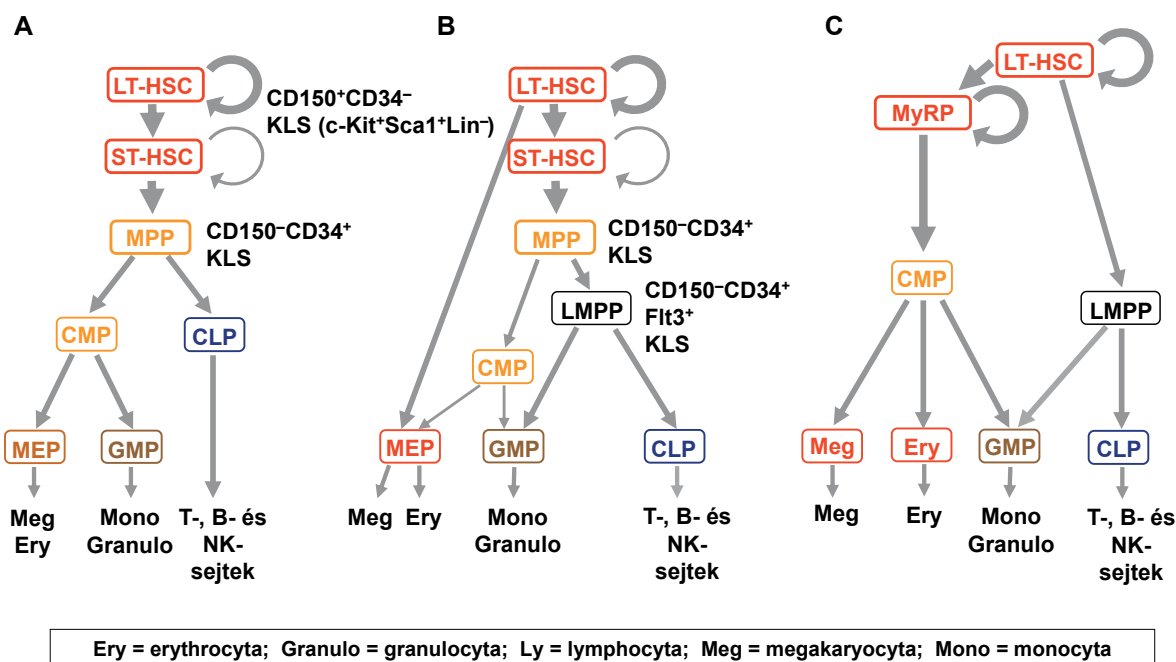 A
LT-HSC
CD150⁺CD34⁻
KLS (c-Kit⁺Sca1⁺Lin⁻)
ST-HSC
MPP
CD150⁻CD34⁺
KLS
CMP
CLP
MEP
GMP
Meg
Ery
Mono
Granulo
T-, B- és
NK-
sejtek
B
LT-HSC
ST-HSC
MPP
CD150⁻CD34⁺
KLS
LMPP
CD150⁻CD34⁺
Flt3⁺
KLS
CMP
MEP
GMP
CLP
Meg Ery
Mono
Granulo
T-, B- és
NK-
sejtek
C
LT-HSC
MyRP
CMP
LMPP
Meg
Ery
GMP
CLP
Meg
Ery
Mono
Granulo
T-, B- és
NK-
sejtek
Ery = erythrocyta; Granulo = granulocyta; Ly = lymphocyta; Meg = megakaryocyta; Mono = monocyta